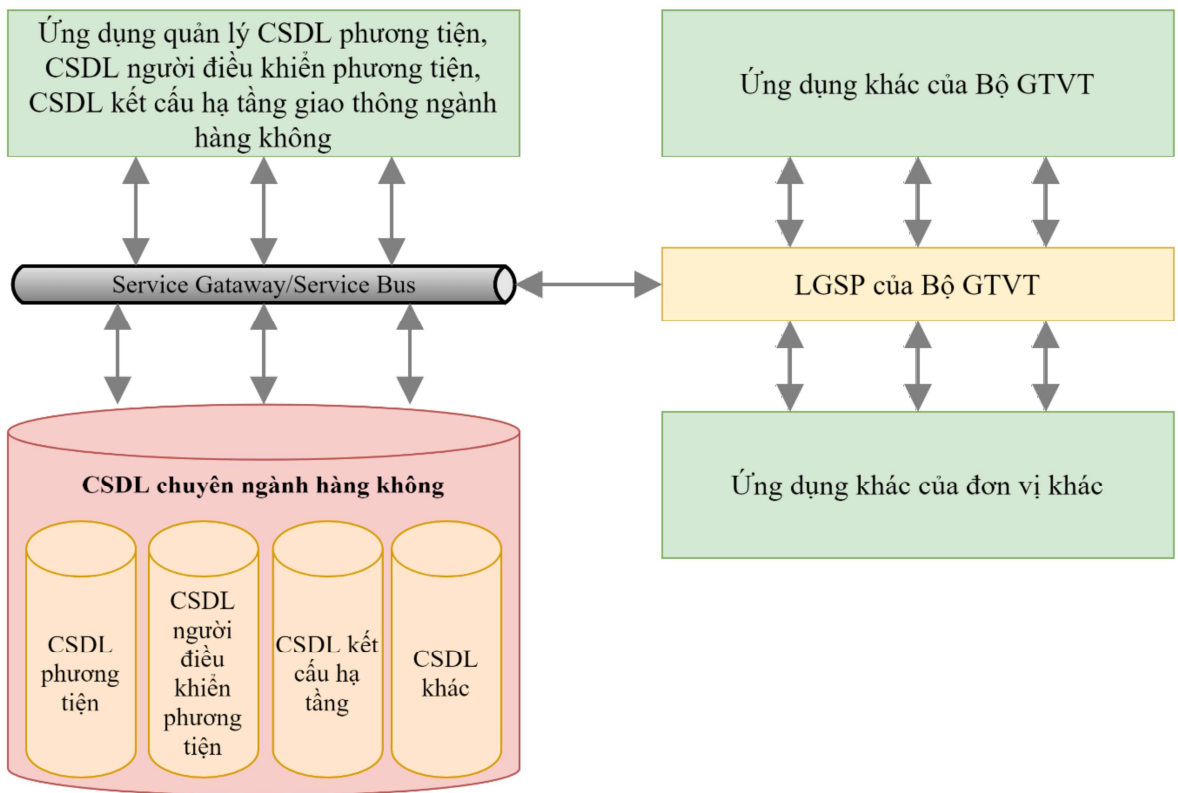 Ứng dụng quản lý CSDL phương tiện,
CSDL người điều khiển phương tiện,
CSDL kết cấu hạ tầng giao thông ngành
hàng không
Ứng dụng khác của Bộ GTVT
Service Gataway/Service Bus
LGSP của Bộ GTVT
CSDL chuyên ngành hàng không
Ứng dụng khác của đơn vị khác
CSDL
phương
tiện
CSDL
người
điều
khiển
phương
tiện
CSDL kết
cấu hạ
tầng
CSDL
khác